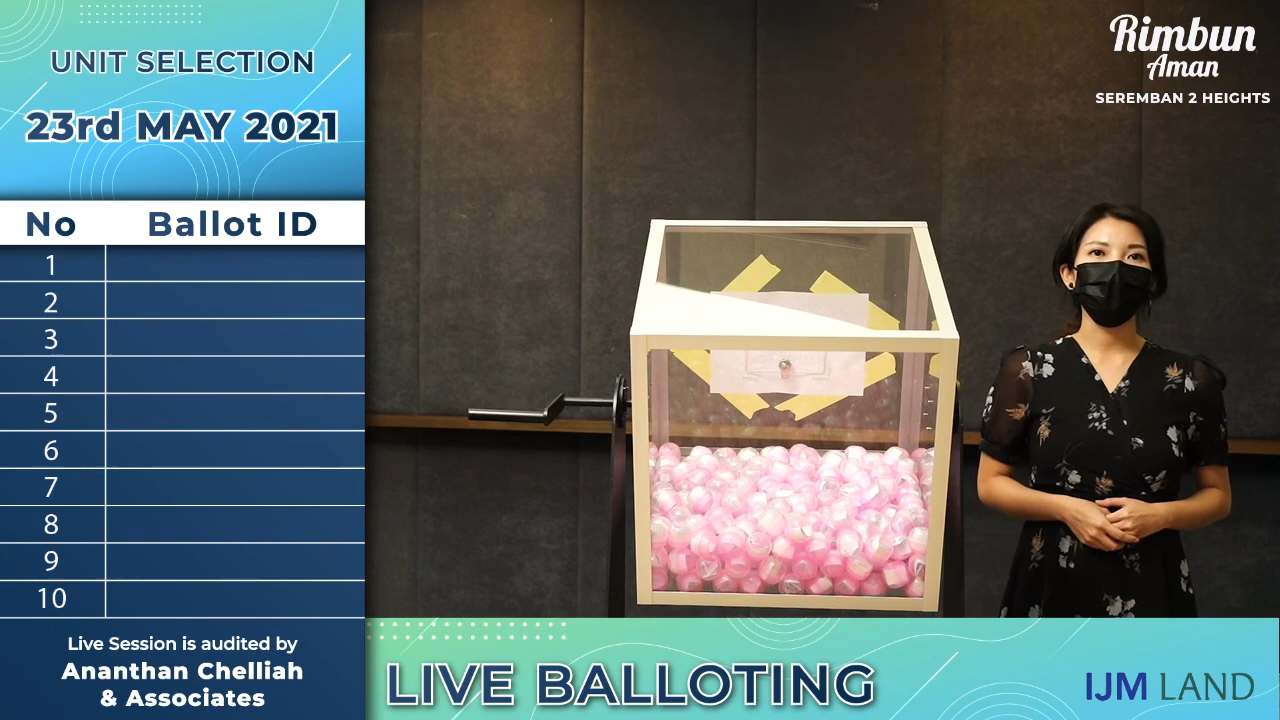 UNIT SELECTION
23rd MAY 2021
No Ballot ID
1
2
3
4
5
6
7
8
9
10
Live Session is audited by
Ananthan Chelliah
& Associates
Rimbun
Aman
SEREMBAN 2 HEIGHTS
LIVE BALLOTING
IJM LAND